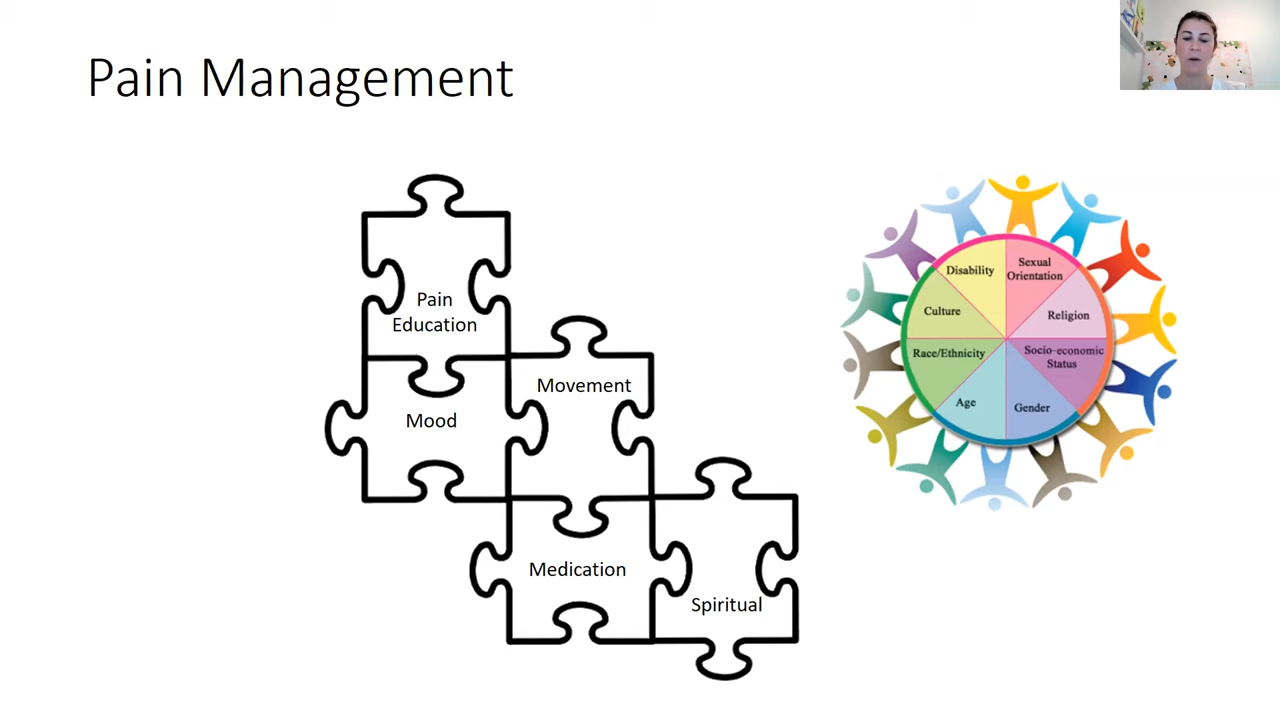 Pain Management
Pain
Education
Mood
Movement
Medication
Spiritual
Disability
Sexual
Orientation
Culture
Religion
Race/Ethnicity
Socio-economic
Status
Age
Gender